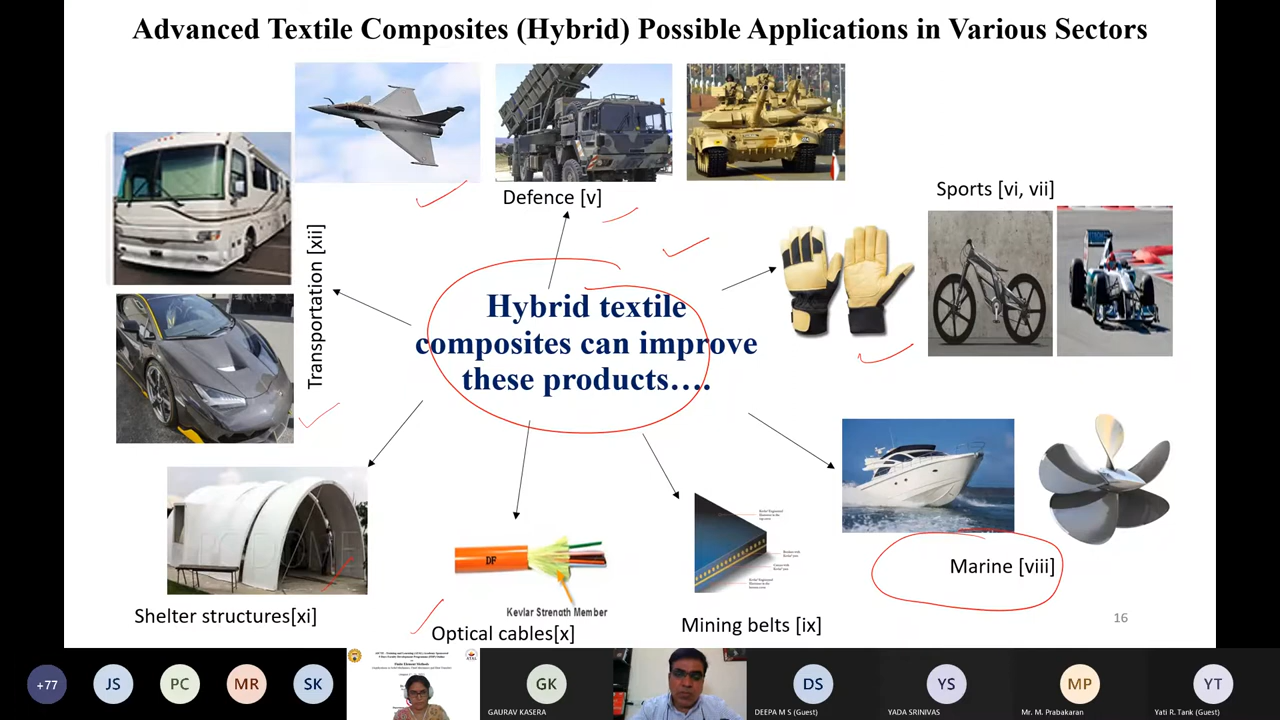 Advanced Textile Composites (Hybrid) Possible Applications in Various Sectors
Defence [v]
Sports [vi, vii]
Transportation [xii]
Hybrid textile
composites can improve
these products….
DF
Kevlar Strength Member
Shelter structures[xi]
Optical cables[x]
Mining belts [ix]
Marine [viii]
16
+77
JS
PC
MR
SK
GK
GAURAV KASERA
DS
DEEPA M S (Guest)
YS
YADA SRINIVAS
MP
Mr. M. Prabakaran
YT
Yati R. Tank (Guest)